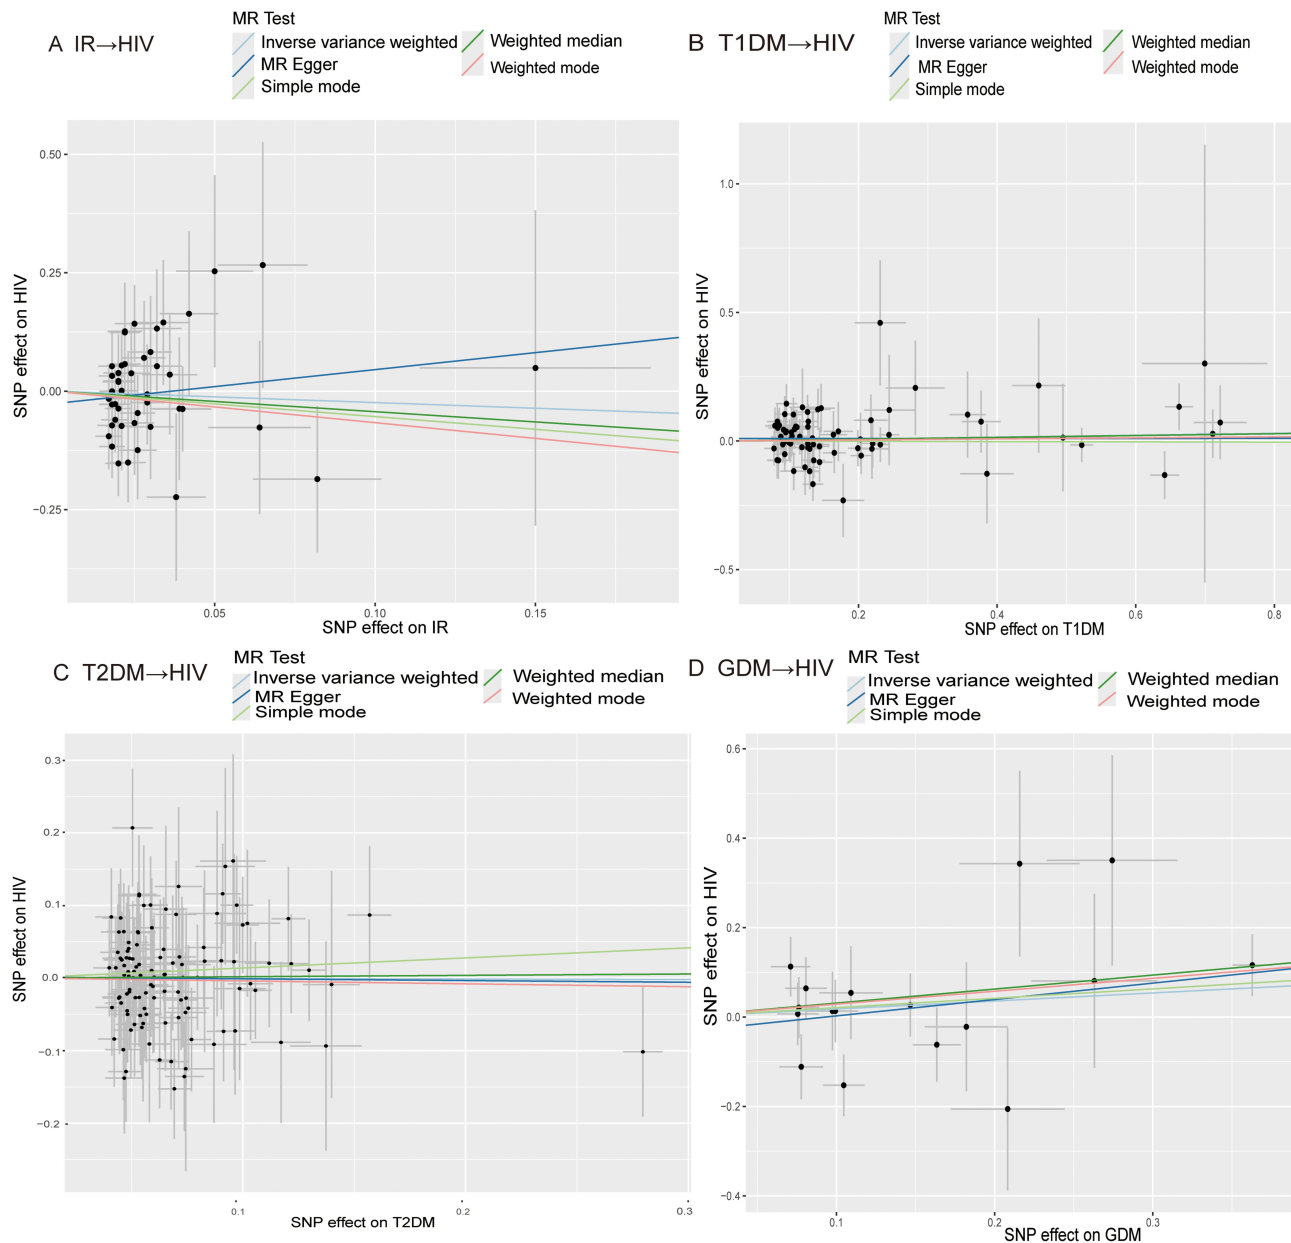 A IR→HIV
MR Test
Inverse variance weighted
MR Egger
Simple mode
Weighted median
Weighted mode
SNP effect on HIV
0.50
0.25
0.00
−0.25
0.05
0.10
0.15
SNP effect on IR
B T1DM→HIV
MR Test
Inverse variance weighted
MR Egger
Simple mode
Weighted median
Weighted mode
SNP effect on HIV
1.0
0.5
0.0
−0.5
0.2
0.4
0.6
0.8
SNP effect on T1DM
C T2DM→HIV
MR Test
Inverse variance weighted
MR Egger
Simple mode
Weighted median
Weighted mode
SNP effect on HIV
0.3
0.2
0.1
0.0
−0.1
−0.2
0.1
0.2
0.3
SNP effect on T2DM
D GDM→HIV
MR Test
Inverse variance weighted
MR Egger
Simple mode
Weighted median
Weighted mode
SNP effect on HIV
0.6
0.4
0.2
0.0
−0.2
−0.4
0.1
0.2
0.3
SNP effect on GDM